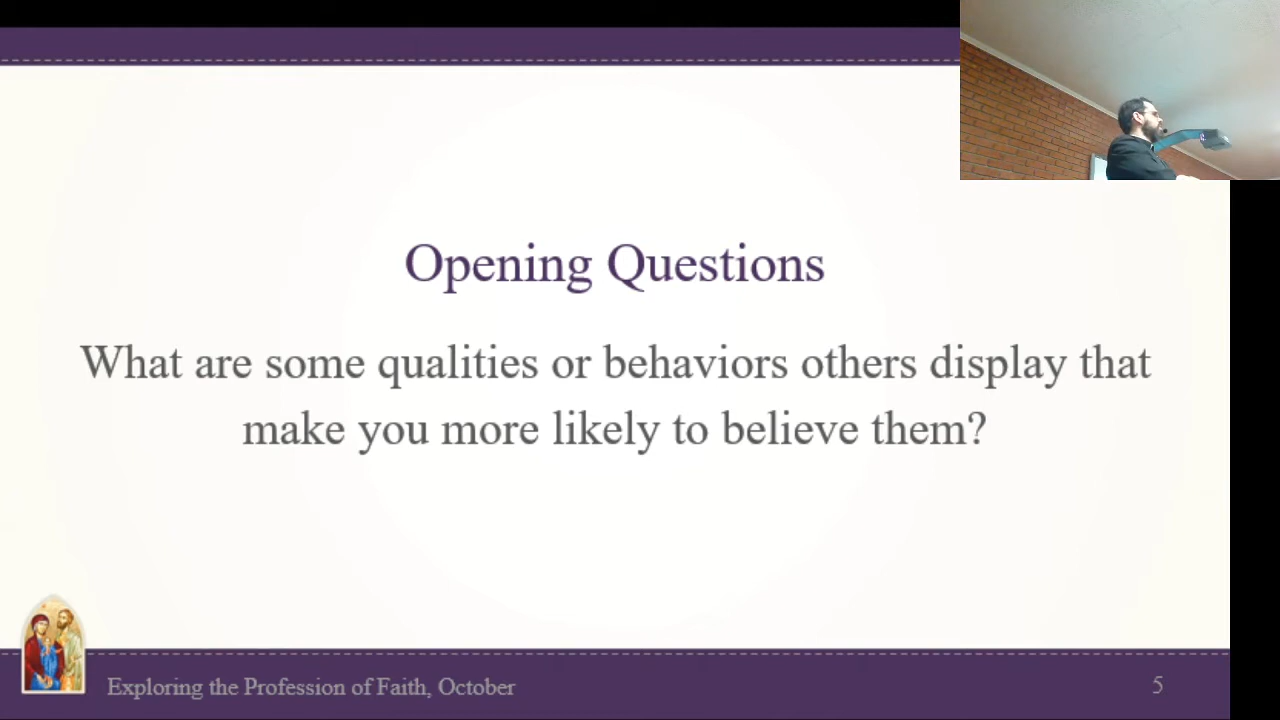 Opening Questions
What are some qualities or behaviors others display that
make you more likely to believe them?
Exploring the Profession of Faith, October
5